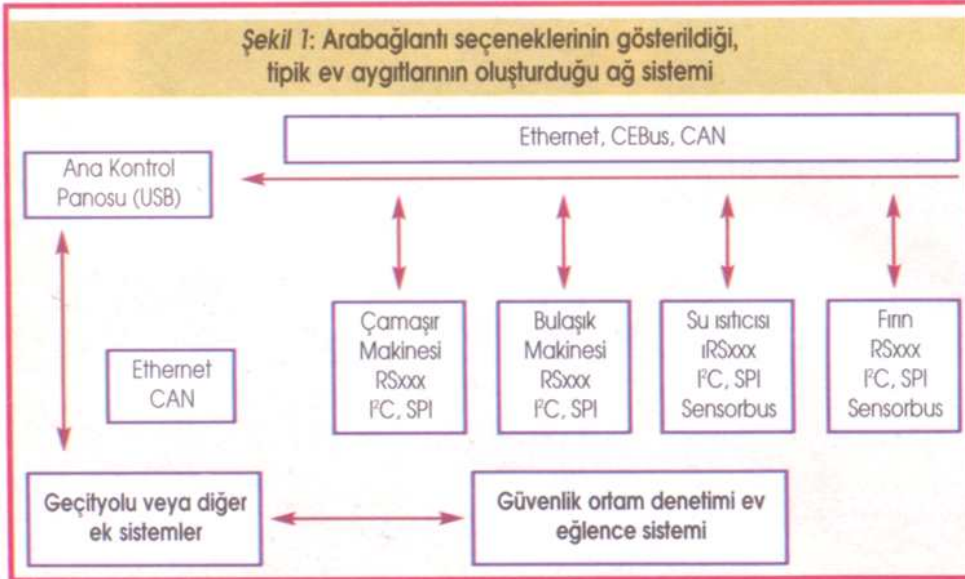 Şekil 1: Arabağlantı seçeneklerinin gösterildiği,
tipik ev aygıtlarının oluşturduğu ağ sistemi
Ethernet, CEBus, CAN
Ana Kontrol
Panosu (USB)
Çamaşır
Makinesi
RSxxx
I²C, SPI
Bulaşık
Makinesi
RSxxx
I²C, SPI
Su ısıtıcısı
ıRSxxx
I²C, SPI
Sensorbus
Fırın
RSxxx
I²C, SPI
Sensorbus
Ethernet
CAN
Geçityolu veya diğer
ek sistemler
Güvenlik ortam denetimi ev
eğlence sistemi